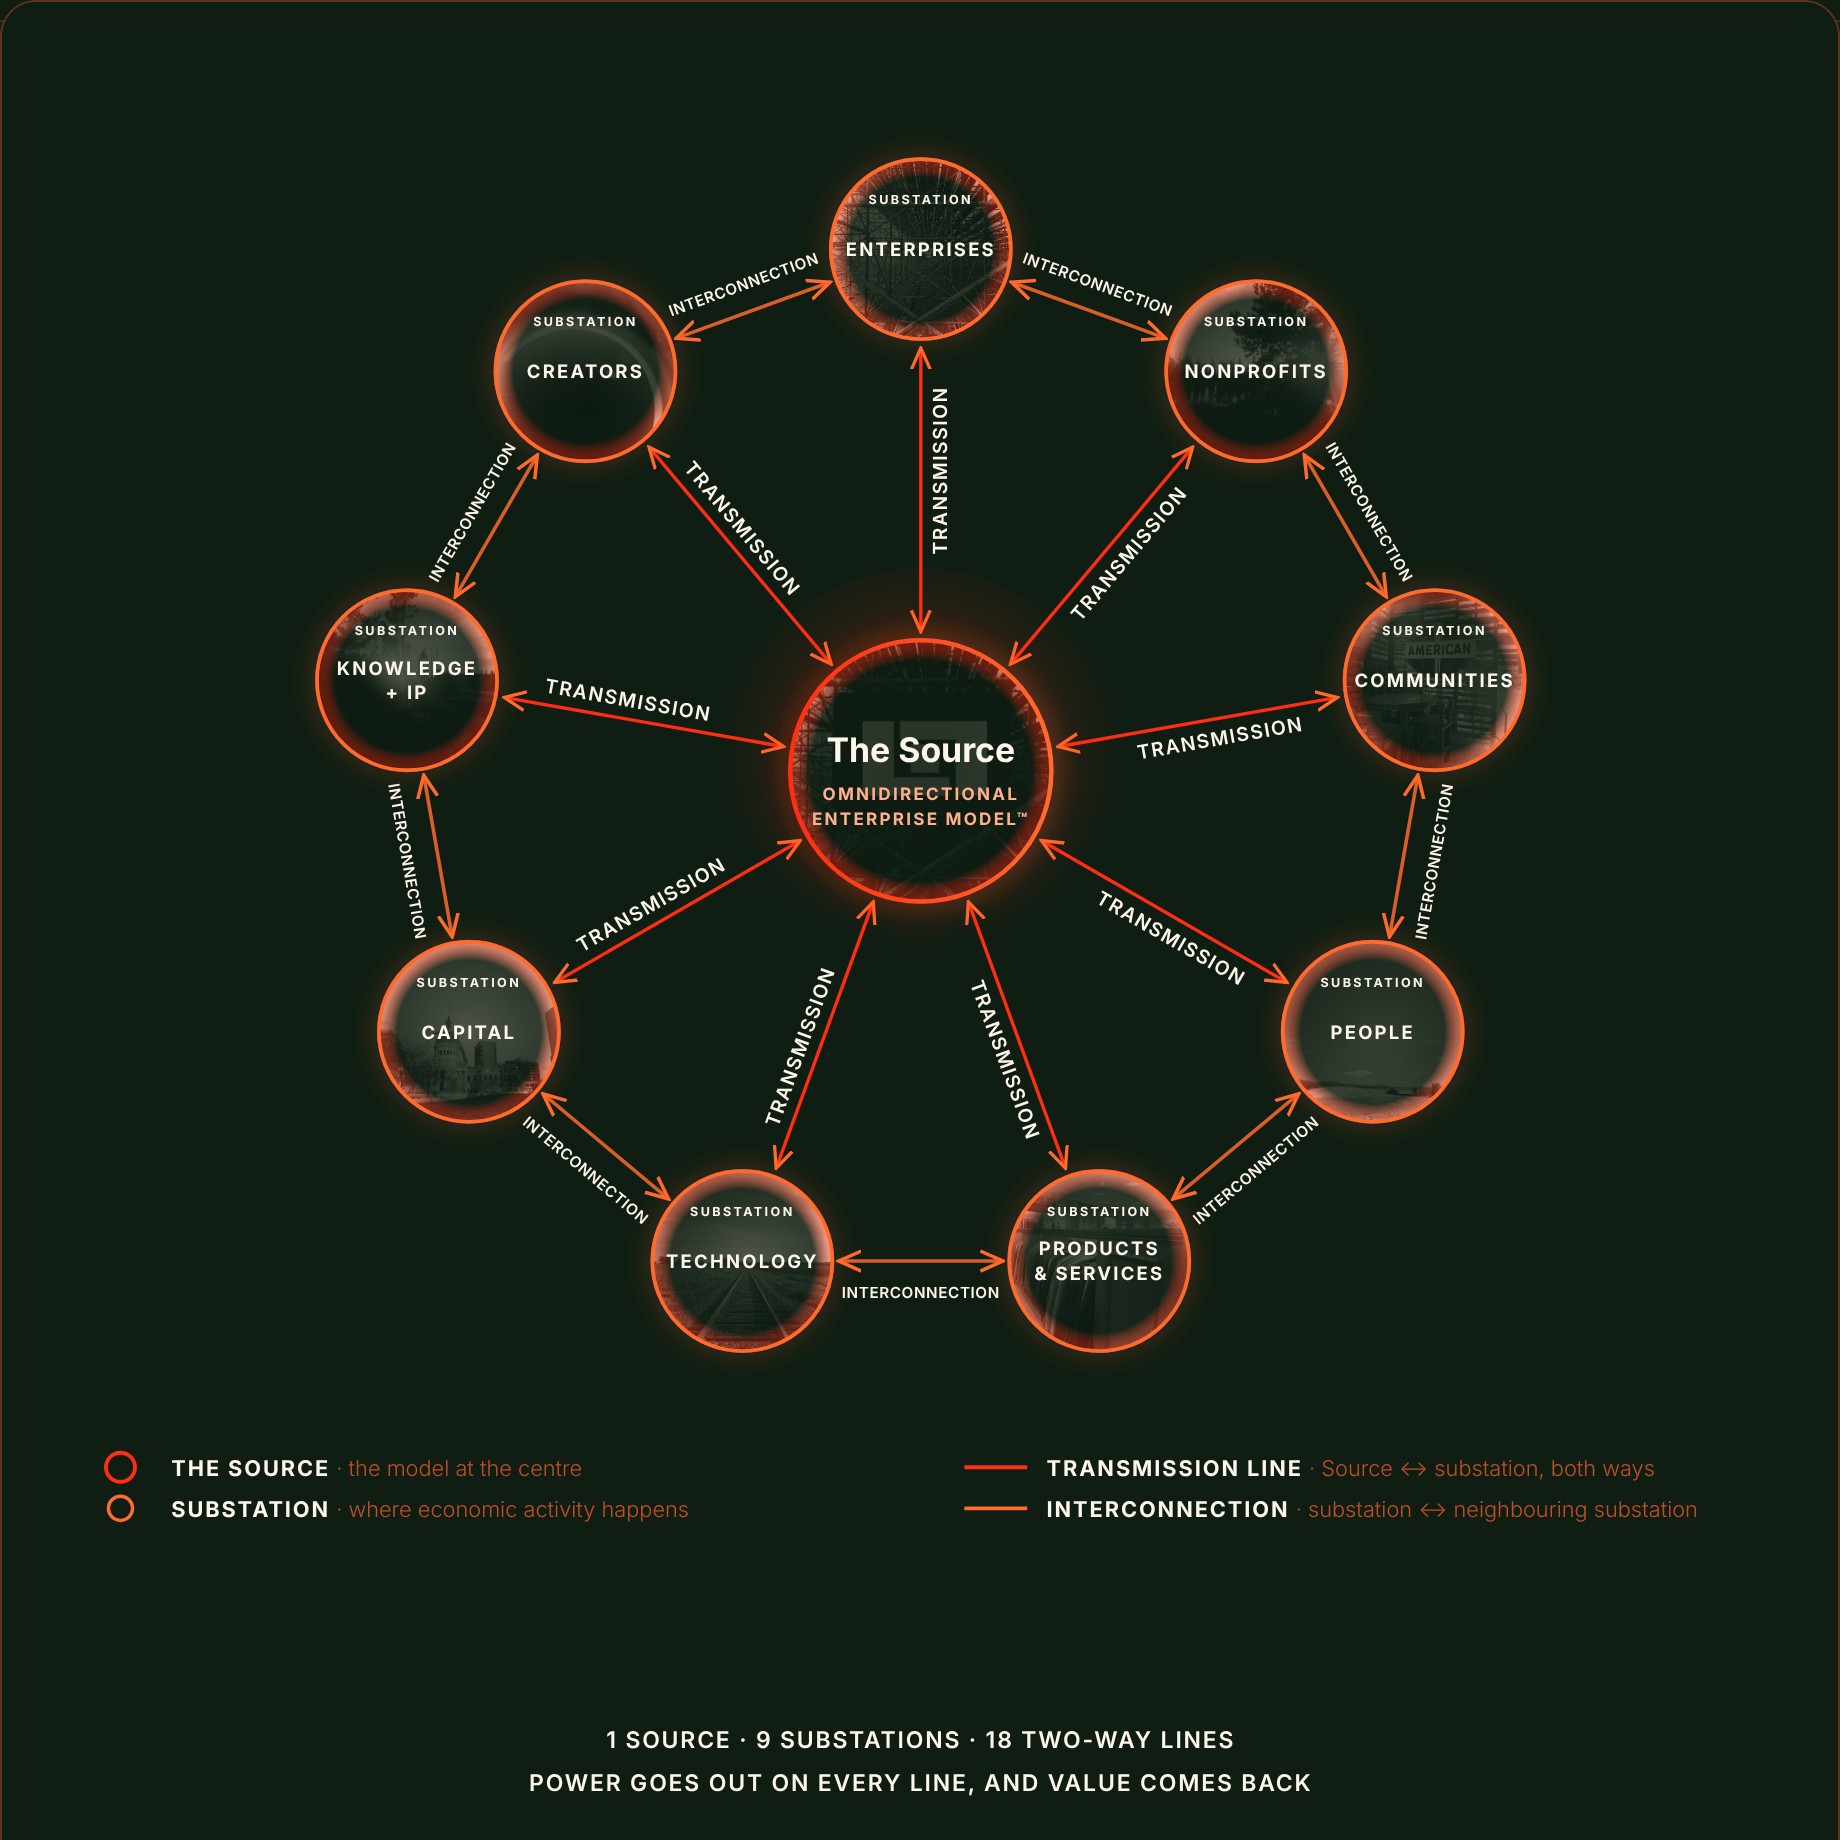 SUBSTATION
ENTERPRISES
INTERCONNECTION
INTERCONNECTION
SUBSTATION
CREATORS
SUBSTATION
NONPROFITS
TRANSMISSION
TRANSMISSION
TRANSMISSION
INTERCONNECTION
INTERCONNECTION
SUBSTATION
KNOWLEDGE
+ IP
TRANSMISSION
SUBSTATION
AMERICAN
COMMUNITIES
TRANSMISSION
The Source
OMNIDIRECTIONAL
ENTERPRISE MODEL™
INTERCONNECTION
INTERCONNECTION
TRANSMISSION
TRANSMISSION
SUBSTATION
CAPITAL
TRANSMISSION
TRANSMISSION
SUBSTATION
PEOPLE
INTERCONNECTION
INTERCONNECTION
SUBSTATION
TECHNOLOGY
SUBSTATION
PRODUCTS
& SERVICES
INTERCONNECTION
THE SOURCE · the model at the centre
SUBSTATION · where economic activity happens
TRANSMISSION LINE · Source ↔ substation, both ways
INTERCONNECTION · substation ↔ neighbouring substation
1 SOURCE · 9 SUBSTATIONS · 18 TWO-WAY LINES
POWER GOES OUT ON EVERY LINE, AND VALUE COMES BACK